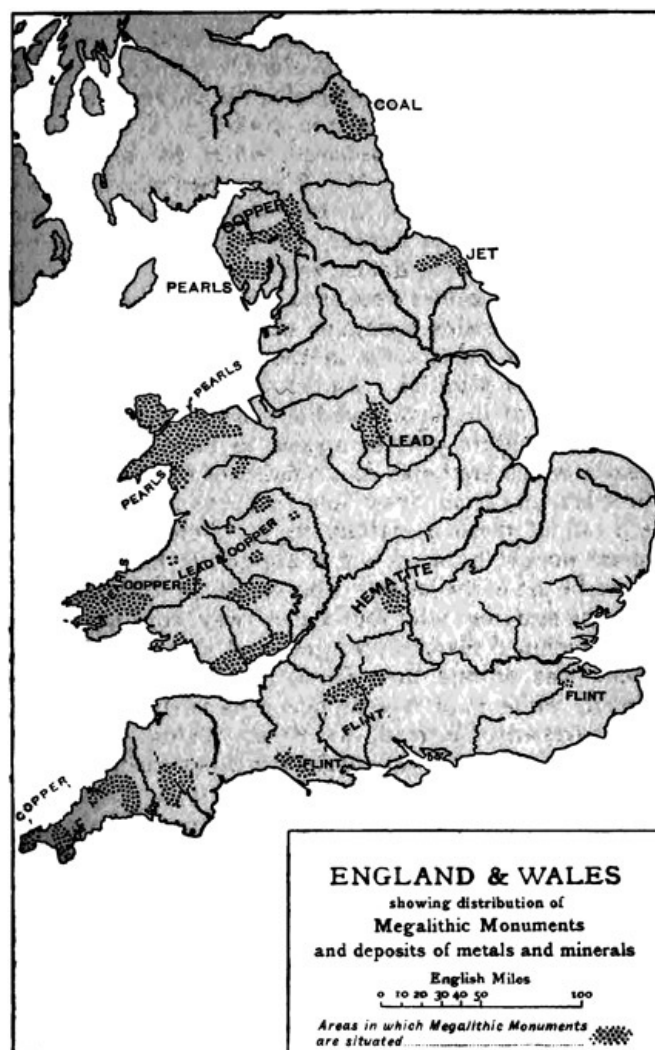 COAL
COPPER
JET
PEARLS
PEARLS
LEAD
PEARLS
LEAD & COPPER
COPPER
HEMATITE
FLINT
FLINT
FLINT
COPPER
ENGLAND & WALES
showing distribution of
Megalithic Monuments
and deposits of metals and minerals
English Miles
0 10 20 30 40 50 100
Areas in which Megalithic Monuments
are situated